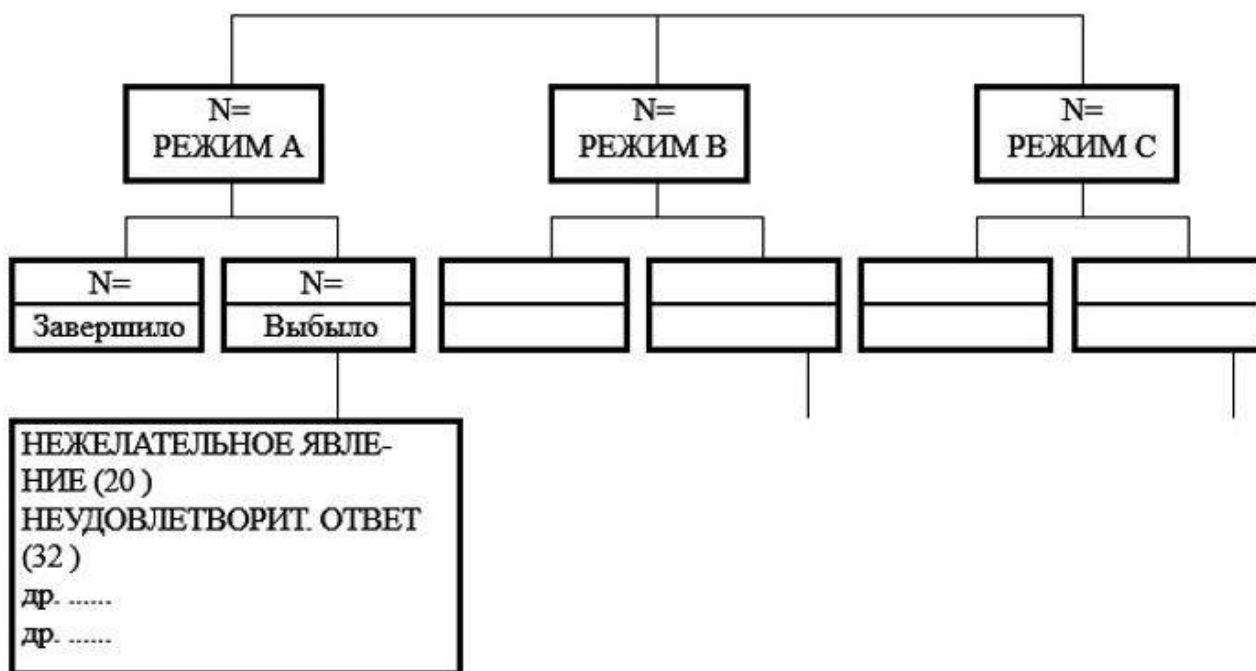 N=
РЕЖИМ А
N=
РЕЖИМ В
N=
РЕЖИМ С
N=
Завершило
N=
Выбыло
НЕЖЕЛАТЕЛЬНОЕ ЯВЛЕ-
НИЕ (20 )
НЕУДОВЛЕТВОРИТ. ОТВЕТ
(32 )
др. ......
др. ......